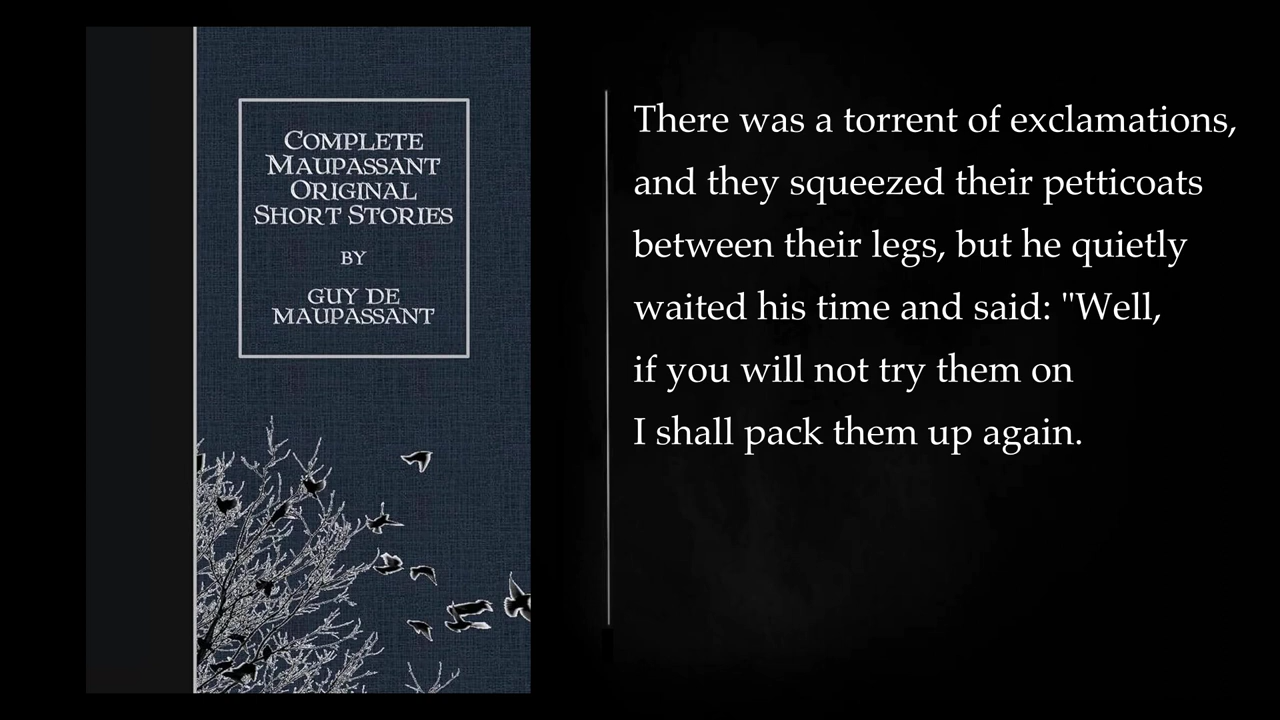 COMPLETE
MAUPASSANT
ORIGINAL
SHORT STORIES
BY
GUY DE
MAUPASSANT
There was a torrent of exclamations,
and they squeezed their petticoats
between their legs, but he quietly
waited his time and said: "Well,
if you will not try them on
I shall pack them up again.